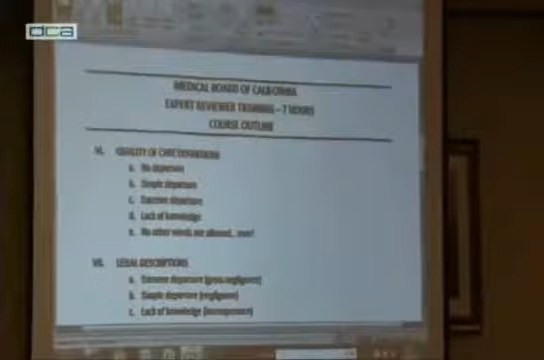 dca
MEDICAL BOARD OF CALIFORNIA
EXPERT REVIEWER TRAINING – 7 HOURS
COURSE OUTLINE
VI. QUALITY OF CARE DEFINITIONS
a. No departure
b. Simple departure
c. Extreme departure
d. Lack of knowledge
e. No other words are allowed... ever!
VII. LEGAL DESCRIPTIONS
a. Extreme departure (gross negligence)
b. Simple departure (negligence)
c. Lack of knowledge (incompetence)